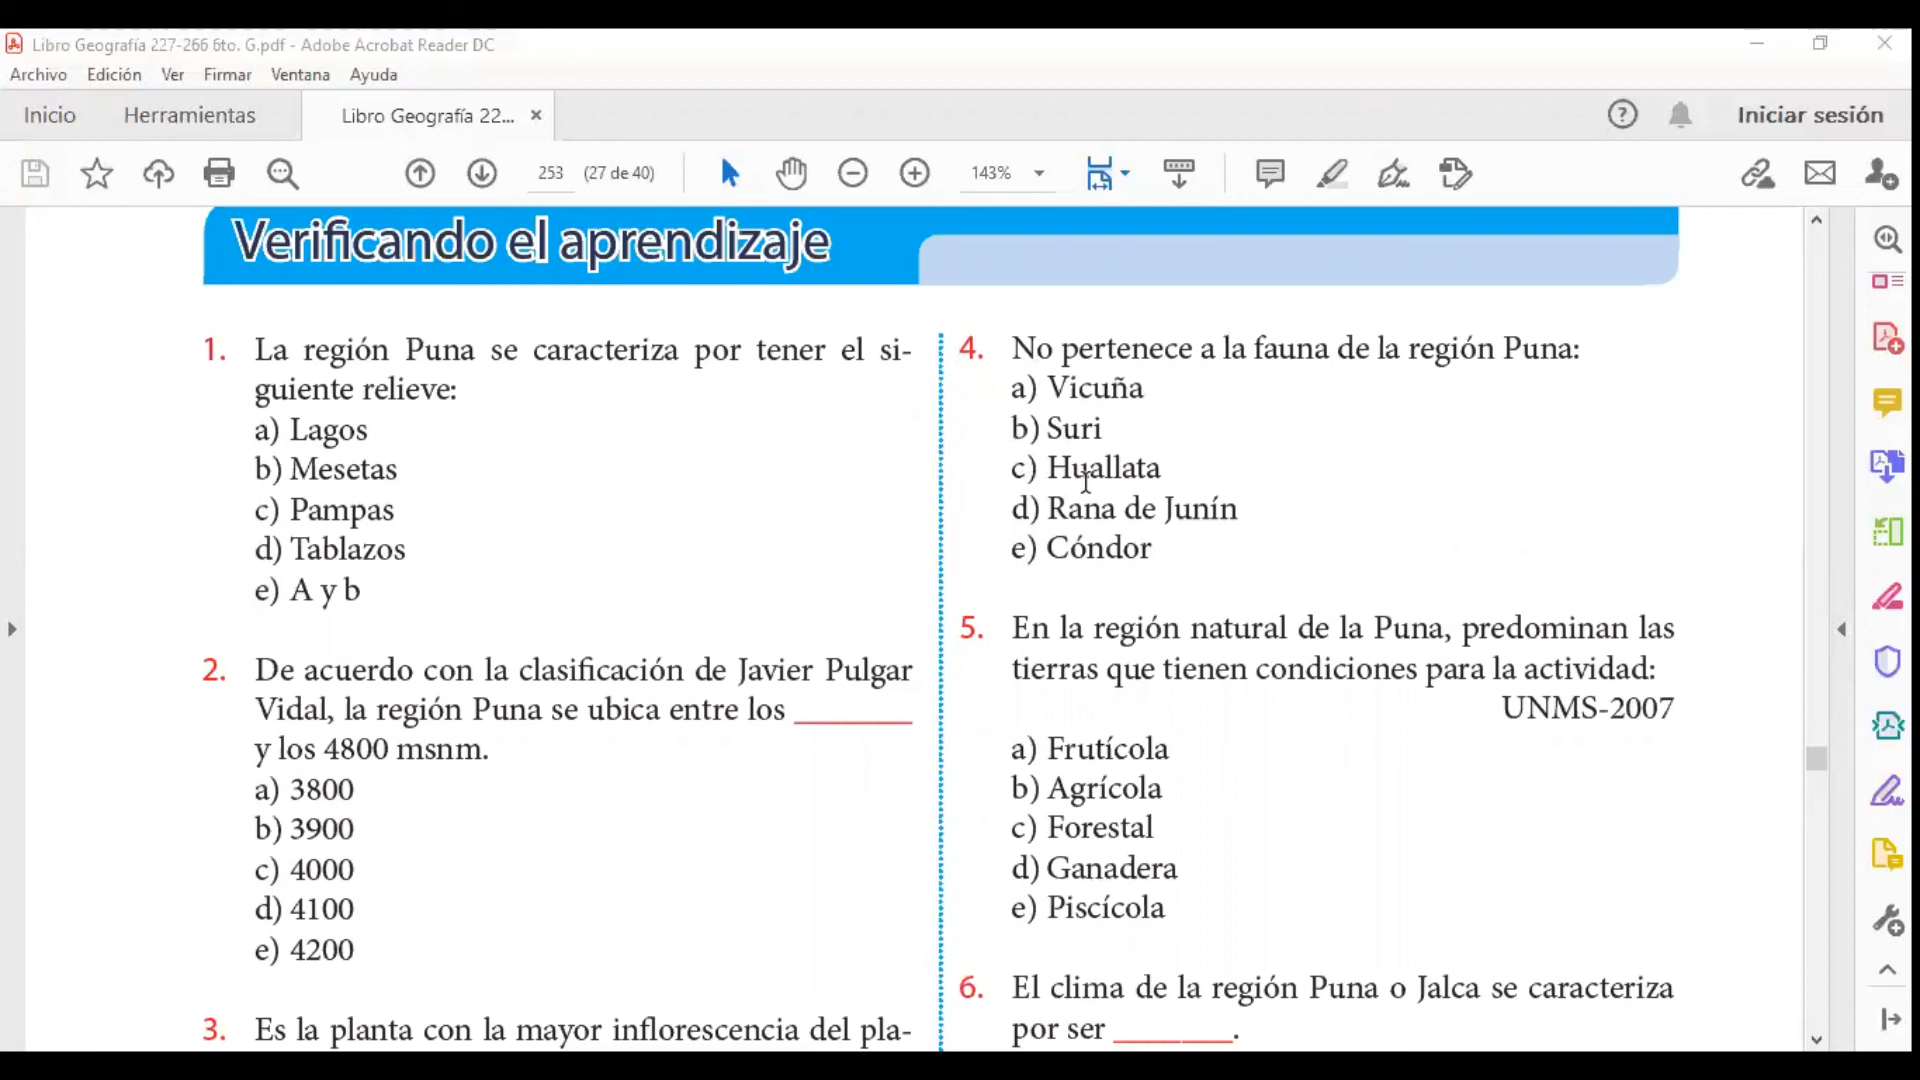 Libro Geografía 227-266 6to. G.pdf - Adobe Acrobat Reader DC
Archivo Edición Ver Firmar Ventana Ayuda
Inicio Herramientas Libro Geografía 22... Iniciar sesión
253 (27 de 40) 143%
Verificando el aprendizaje
1. La región Puna se caracteriza por tener el si-
guiente relieve:
a) Lagos
b) Mesetas
c) Pampas
d) Tablazos
e) A y b
2. De acuerdo con la clasificación de Javier Pulgar
Vidal, la región Puna se ubica entre los ________
y los 4800 msnm.
a) 3800
b) 3900
c) 4000
d) 4100
e) 4200
3. Es la planta con la mayor inflorescencia del pla-
4. No pertenece a la fauna de la región Puna:
a) Vicuña
b) Suri
c) Huallata
d) Rana de Junín
e) Cóndor
5. En la región natural de la Puna, predominan las
tierras que tienen condiciones para la actividad:
UNMS-2007
a) Frutícola
b) Agrícola
c) Forestal
d) Ganadera
e) Piscícola
6. El clima de la región Puna o Jalca se caracteriza
por ser ________.